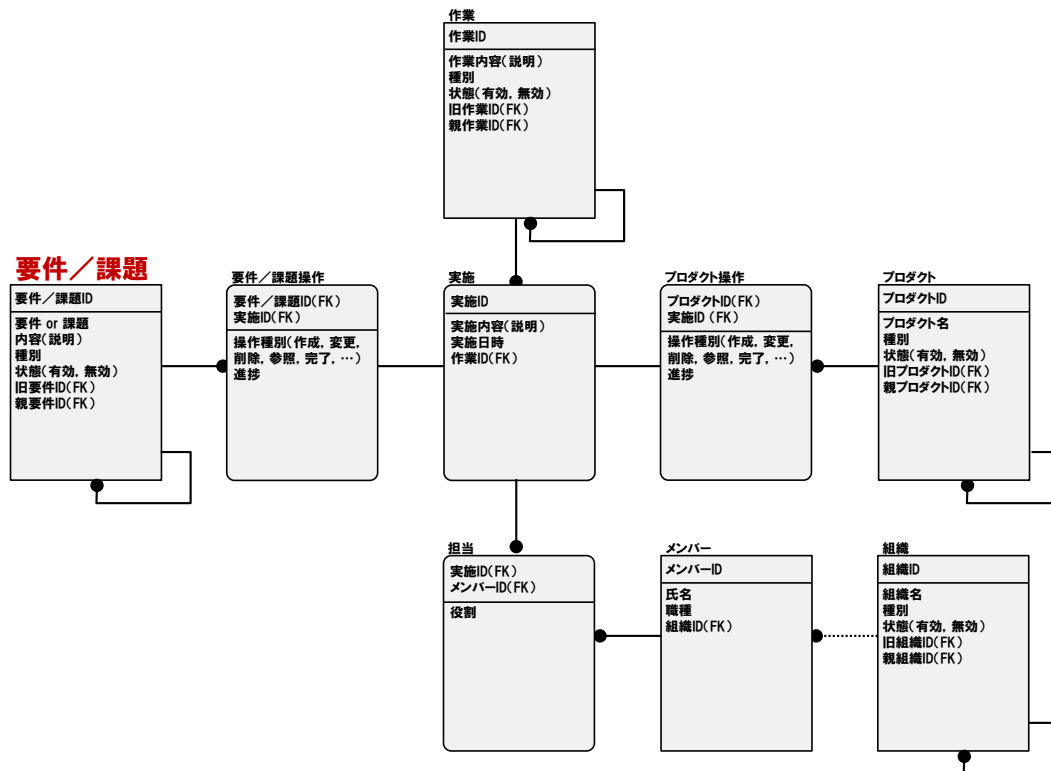 作業
作業ID
作業内容(説明)
種別
状態(有効, 無効)
旧作業ID(FK)
親作業ID(FK)
要件／課題
要件／課題ID
要件 or 課題
内容(説明)
種別
状態(有効, 無効)
旧要件ID(FK)
親要件ID(FK)
要件／課題操作
要件／課題ID(FK)
実施ID(FK)
操作種別(作成, 変更,
削除, 参照, 完了, …)
進捗
実施
実施ID
実施内容(説明)
実施日時
作業ID(FK)
プロダクト操作
プロダクトID(FK)
実施ID (FK)
操作種別(作成, 変更,
削除, 参照, 完了, …)
進捗
プロダクト
プロダクトID
プロダクト名
種別
状態(有効, 無効)
旧プロダクトID(FK)
親プロダクトID(FK)
担当
実施ID(FK)
メンバーID(FK)
役割
メンバー
メンバーID
氏名
職種
組織ID(FK)
組織
組織ID
組織名
種別
状態(有効, 無効)
旧組織ID(FK)
親組織ID(FK)